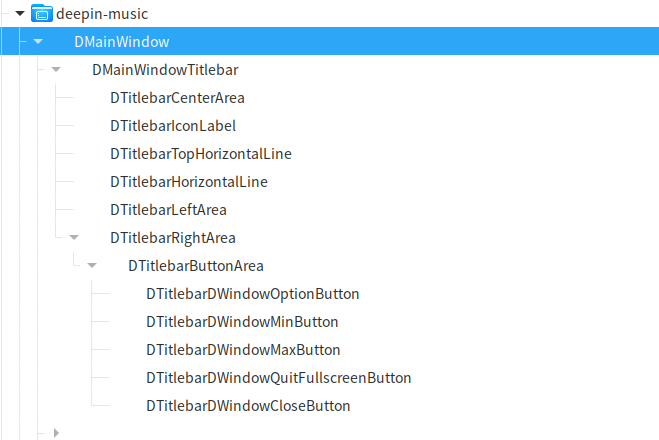 deepin-music
DMainWindow
DMainWindowTitlebar
DTitlebarCenterArea
DTitlebarIconLabel
DTitlebarTopHorizontalLine
DTitlebarHorizontalLine
DTitlebarLeftArea
DTitlebarRightArea
DTitlebarButtonArea
DTitlebarDWindowOptionButton
DTitlebarDWindowMinButton
DTitlebarDWindowMaxButton
DTitlebarDWindowQuitFullscreenButton
DTitlebarDWindowCloseButton